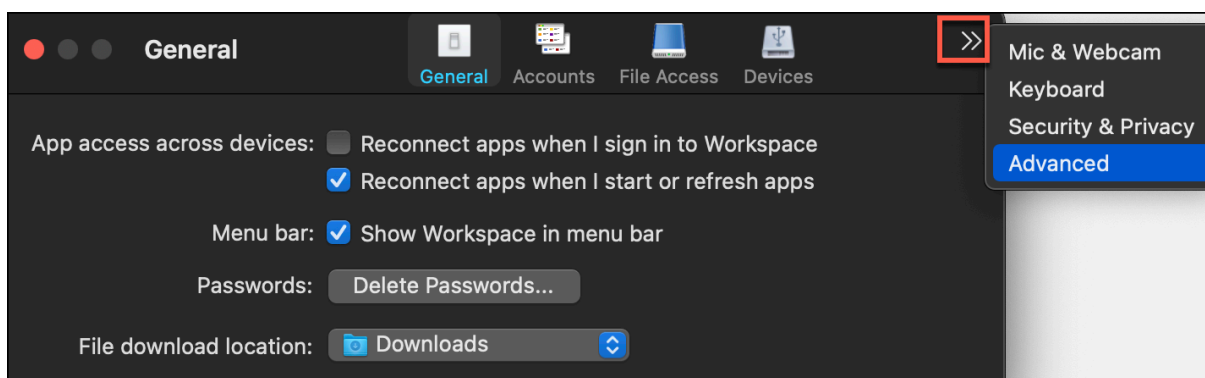 General
General Accounts File Access Devices
Mic & Webcam
Keyboard
Security & Privacy
Advanced
App access across devices: Reconnect apps when I sign in to Workspace
Reconnect apps when I start or refresh apps
Menu bar: Show Workspace in menu bar
Passwords: Delete Passwords...
File download location: Downloads